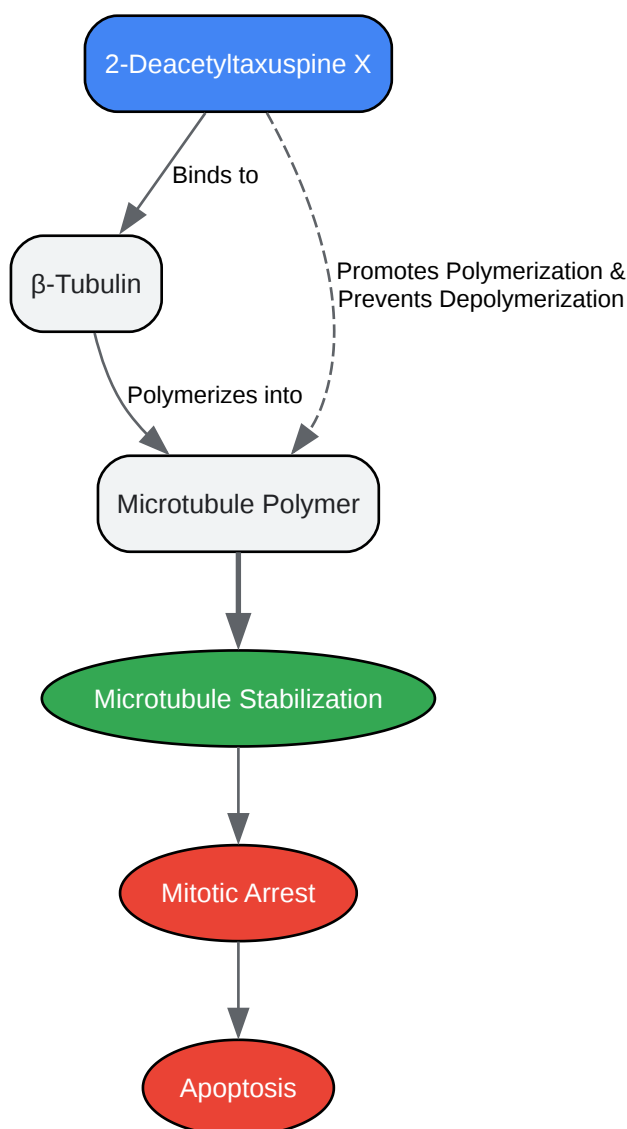 2-Deacetyltaxuspine X
Binds to
β-Tubulin
Promotes Polymerization &
Prevents Depolymerization
Polymerizes into
Microtubule Polymer
Microtubule Stabilization
Mitotic Arrest
Apoptosis